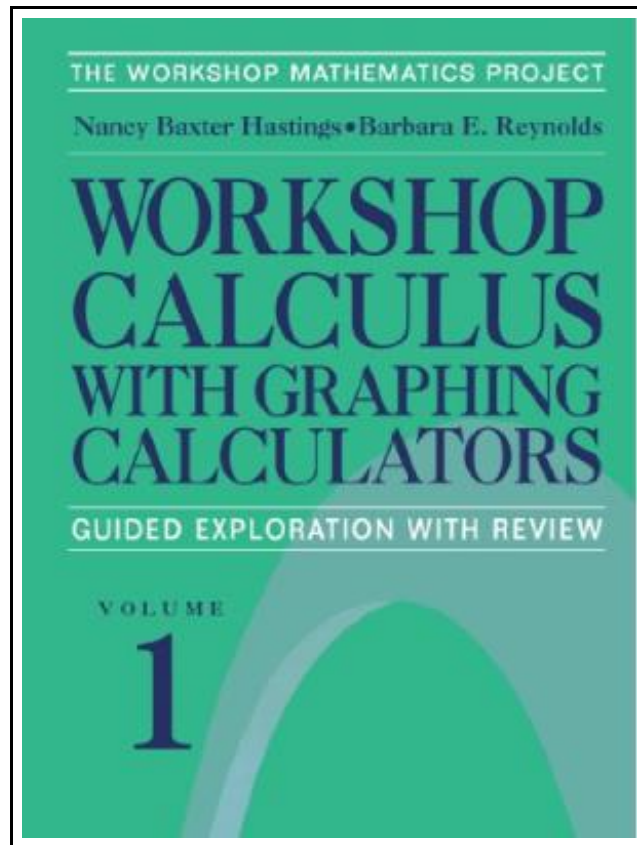 THE WORKSHOP MATHEMATICS PROJECT
Nancy Baxter Hastings•Barbara E. Reynolds
WORKSHOP
CALCULUS
WITH GRAPHING
CALCULATORS
GUIDED EXPLORATION WITH REVIEW
VOLUME
1